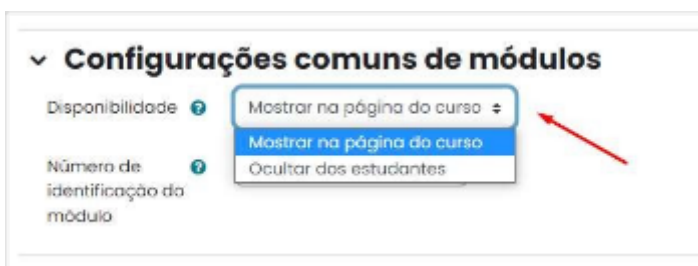 Configurações comuns de módulos
Disponibilidade
Mostrar na página do curso
Mostrar na página do curso
Ocultar dos estudantes
Número de
identificação do
módulo